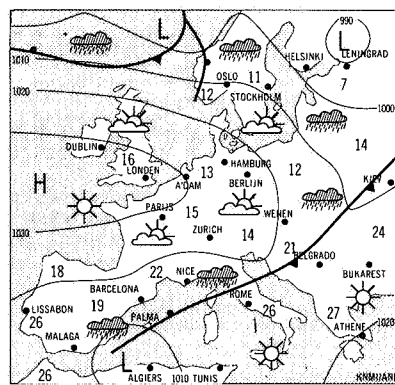 990
L
L
HELSINKI
LENINGRAD
1010
OSLO
11
7
1020
12
STOCKHOLM
1000
DUBLIN
16
14
HAMBURG
13
12
LONDEN
A'DAM
BERLIJN
KIEV
H
PARIJS
15
WENEN
ZURICH
14
1030
21
24
BELGRADO
18
22
NICE
BUKAREST
BARCELONA
19
ROME
LISSABON
26
PALMA
26
27
1020
MALAGA
ATHENE
L
26
ALGIERS
1010
TUNIS